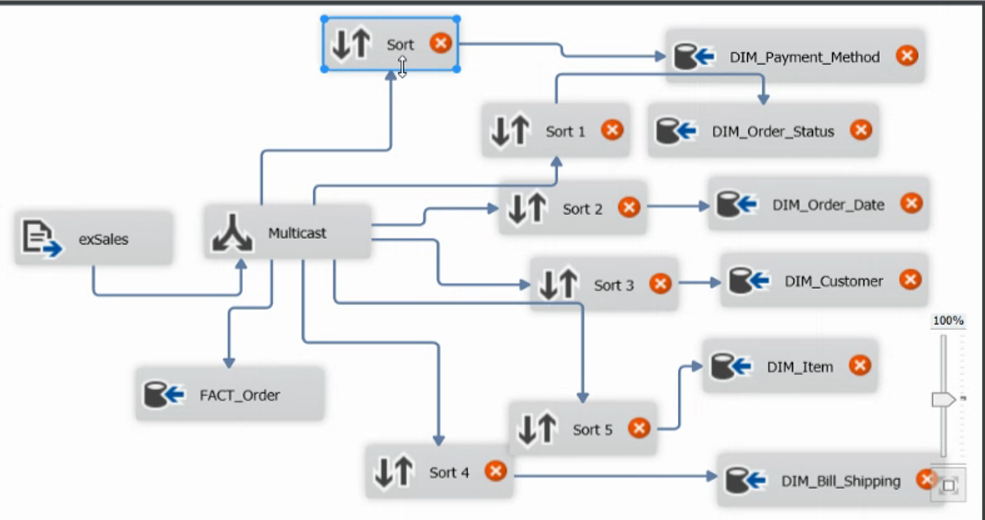 Sort
DIM_Payment_Method
Sort 1
DIM_Order_Status
Sort 2
DIM_Order_Date
exSales
Multicast
Sort 3
DIM_Customer
100%
DIM_Item
FACT_Order
Sort 5
Sort 4
DIM_Bill_Shipping